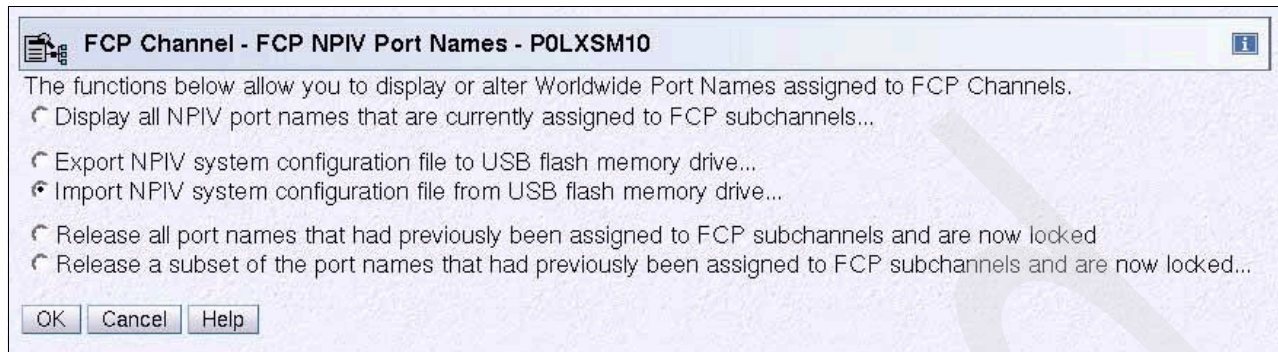 FCP Channel - FCP NPIV Port Names - P0LXSM10
The functions below allow you to display or alter Worldwide Port Names assigned to FCP Channels.
Display all NPIV port names that are currently assigned to FCP subchannels...
Export NPIV system configuration file to USB flash memory drive...
Import NPIV system configuration file from USB flash memory drive...
Release all port names that had previously been assigned to FCP subchannels and are now locked
Release a subset of the port names that had previously been assigned to FCP subchannels and are now locked...
OK Cancel Help